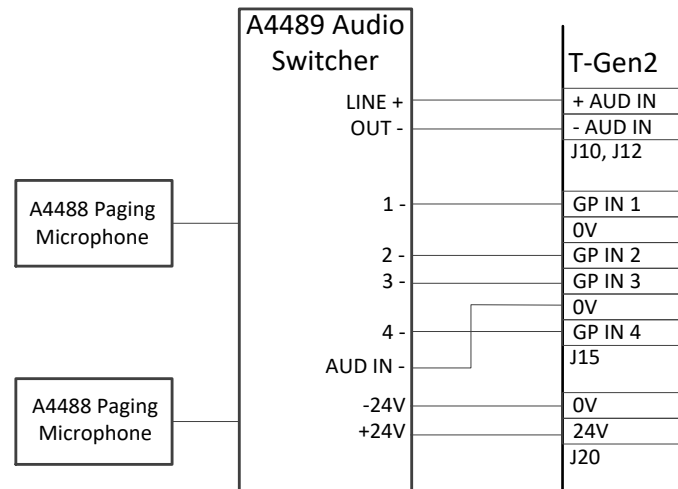 A4489 Audio
Switcher
T-Gen2
LINE +
+ AUD IN
OUT -
- AUD IN
J10, J12
A4488 Paging
Microphone
1 -
GP IN 1
0V
2 -
GP IN 2
3 -
GP IN 3
0V
4 -
GP IN 4
J15
AUD IN -
A4488 Paging
Microphone
-24V
0V
+24V
24V
J20